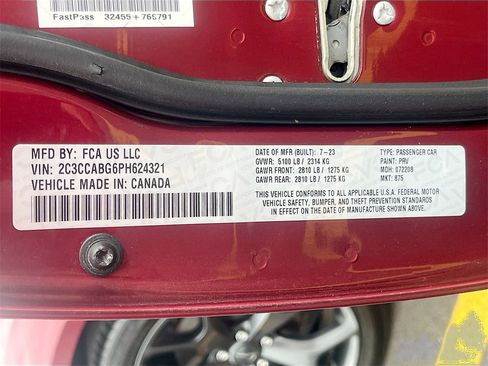 FastPass 32455+766791
MFD BY: FCA US LLC
VIN: 2C3CCABG6PH624321
VEHICLE MADE IN: CANADA
DATE OF MFR (BUILT): 7-23
GVWR: 5100 LB / 2314 KG
GAWR FRONT: 2810 LB / 1275 KG
GAWR REAR: 2810 LB / 1275 KG
TYPE: PASSENGER CAR
PAINT: PRV
MDH: 072208
MKT: 875
THIS VEHICLE CONFORMS TO ALL APPLICABLE U.S.A. FEDERAL MOTOR
VEHICLE SAFETY, BUMPER, AND THEFT PREVENTION STANDARDS
IN EFFECT ON THE DATE OF MANUFACTURE SHOWN ABOVE.